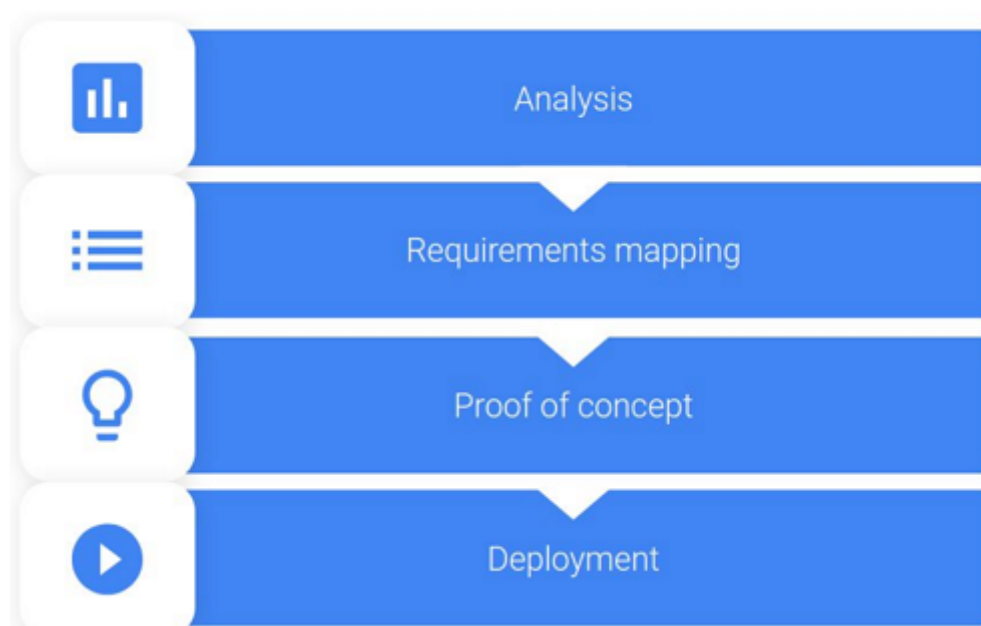 Analysis
Requirements mapping
Proof of concept
Deployment